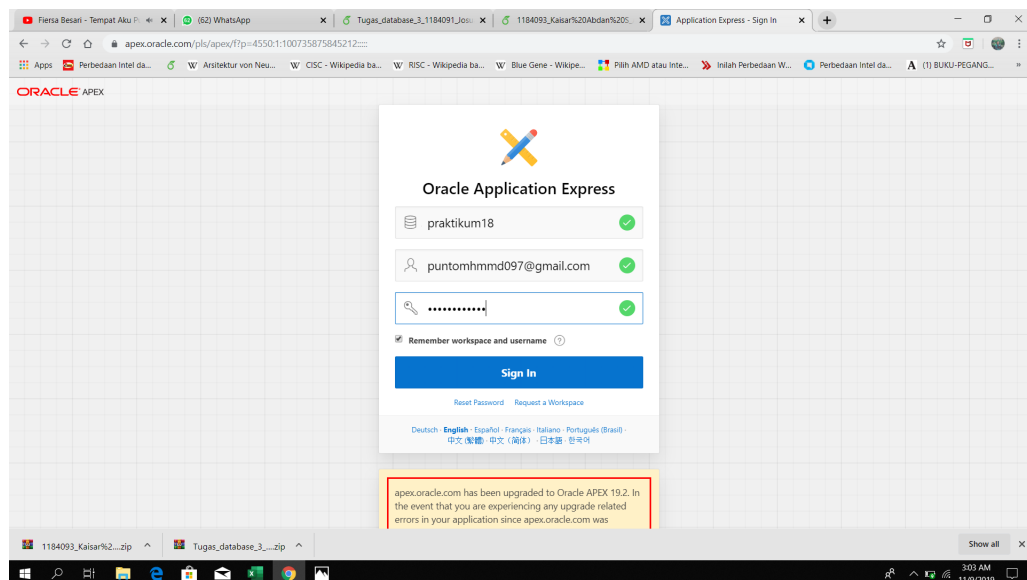 Fiersa Besari - Tempat Aku P
(62) WhatsApp
Tugas_database_3_1184091_Josu
1184093_Kaisar%20Abdan%20S_
Application Express - Sign In
apex.oracle.com/pls/apex/f?p=4550:1:100735875845212:::::
Apps
Perbedaan Intel da...
Arsitektur von Neu...
CISC - Wikipedia ba...
RISC - Wikipedia ba...
Blue Gene - Wikipe...
Pilih AMD atau Inte...
Inilah Perbedaan W...
Perbedaan Intel da...
(1) BUKU-PEGANG...
»
ORACLE APEX
Oracle Application Express
praktikum18
puntomhmmd097@gmail.com
Remember workspace and username ?
Sign In
Reset Password Request a Workspace
Deutsch · English · Español · Français · Italiano · Português (Brasil) ·
中文 (繁體) · 中文（简体） · 日本語 · 한국어
apex.oracle.com has been upgraded to Oracle APEX 19.2. In
the event that you are experiencing any upgrade related
errors in your application since apex.oracle.com was
1184093_Kaisar%2....zip
Tugas_database_3_....zip
Show all
3:03 AM
11/9/2019